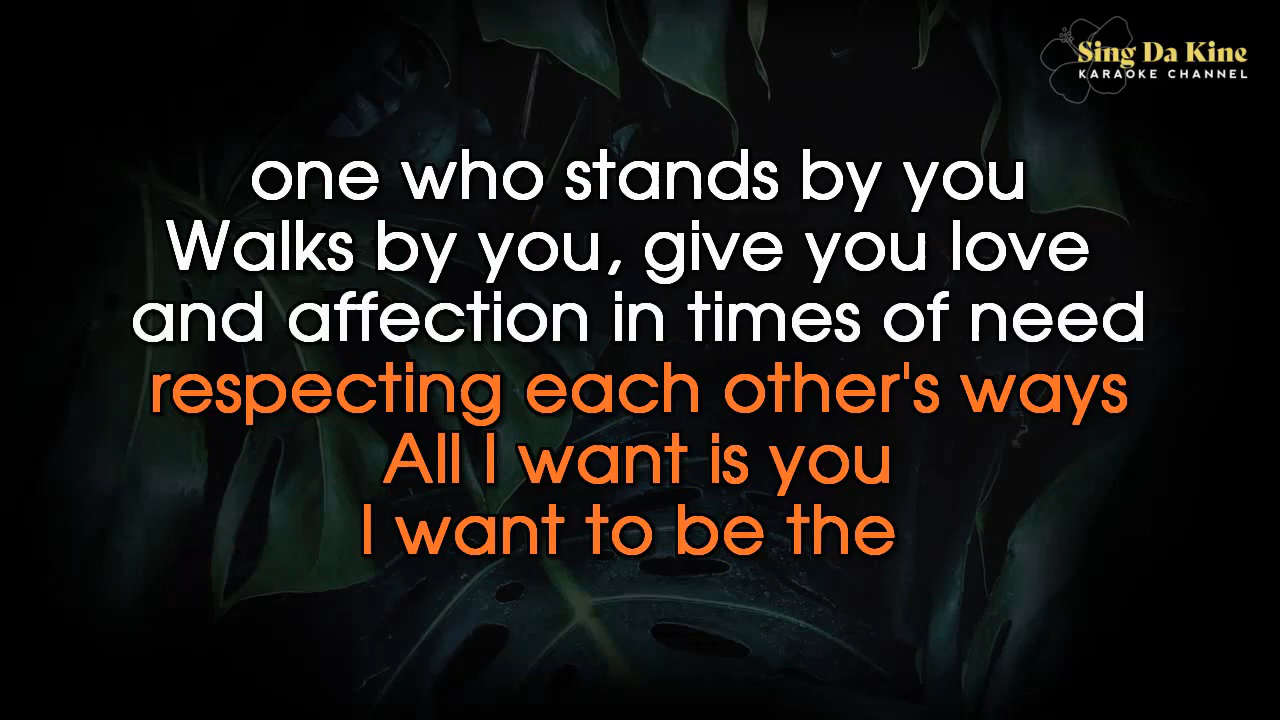 Sing Da Kine
KARAOKE CHANNEL
one who stands by you
Walks by you, give you love
and affection in times of need
respecting each other's ways
All I want is you
I want to be the